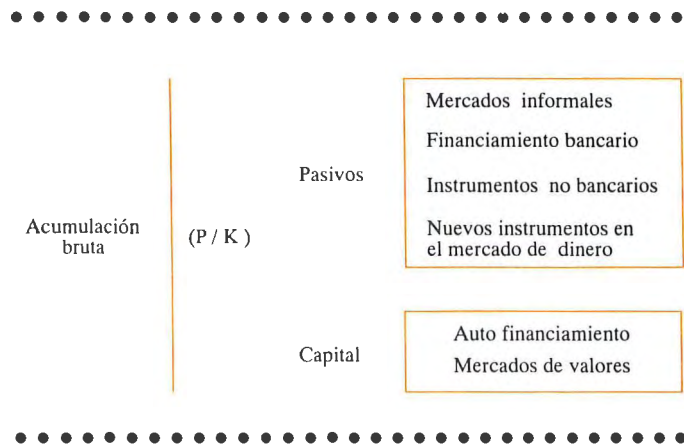 Acumulación
bruta
(P / K )
Pasivos
Mercados informales
Financiamiento bancario
Instrumentos no bancarios
Nuevos instrumentos en
el mercado de dinero
Capital
Auto financiamiento
Mercados de valores